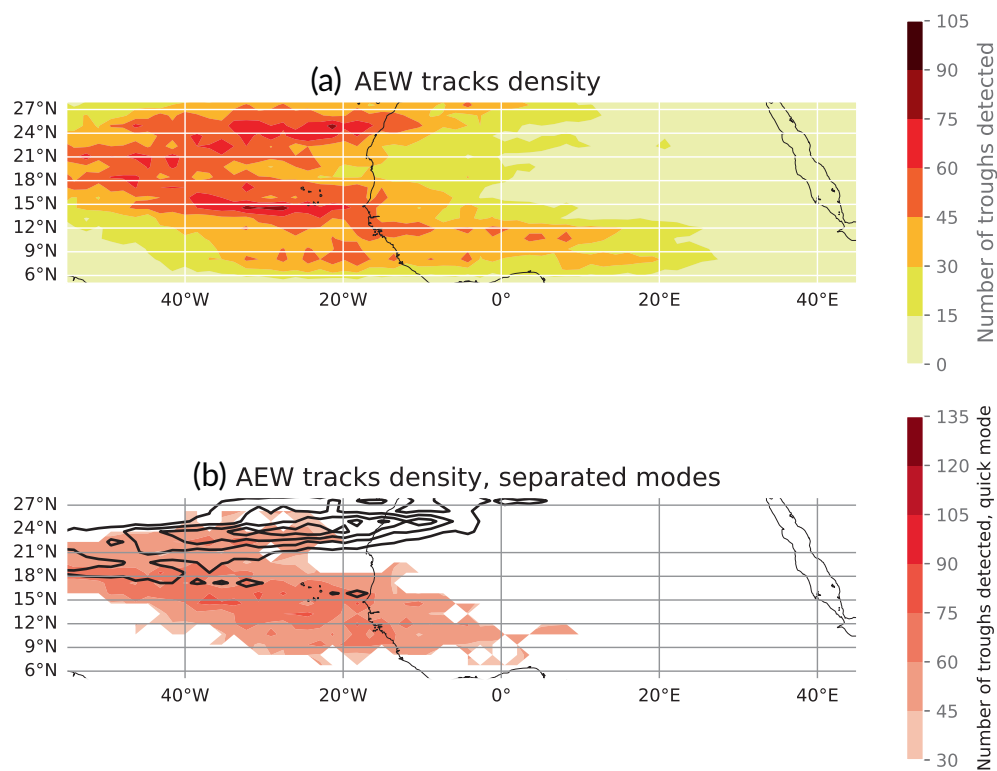 (a) AEW tracks density
27°N
24°N
21°N
18°N
15°N
12°N
9°N
6°N
40°W 20°W 0° 20°E 40°E
105
90
75
60
45
30
15
0
Number of troughs detected
(b) AEW tracks density, separated modes
27°N
24°N
21°N
18°N
15°N
12°N
9°N
6°N
40°W 20°W 0° 20°E 40°E
135
120
105
90
75
60
45
30
Number of troughs detected, quick mode